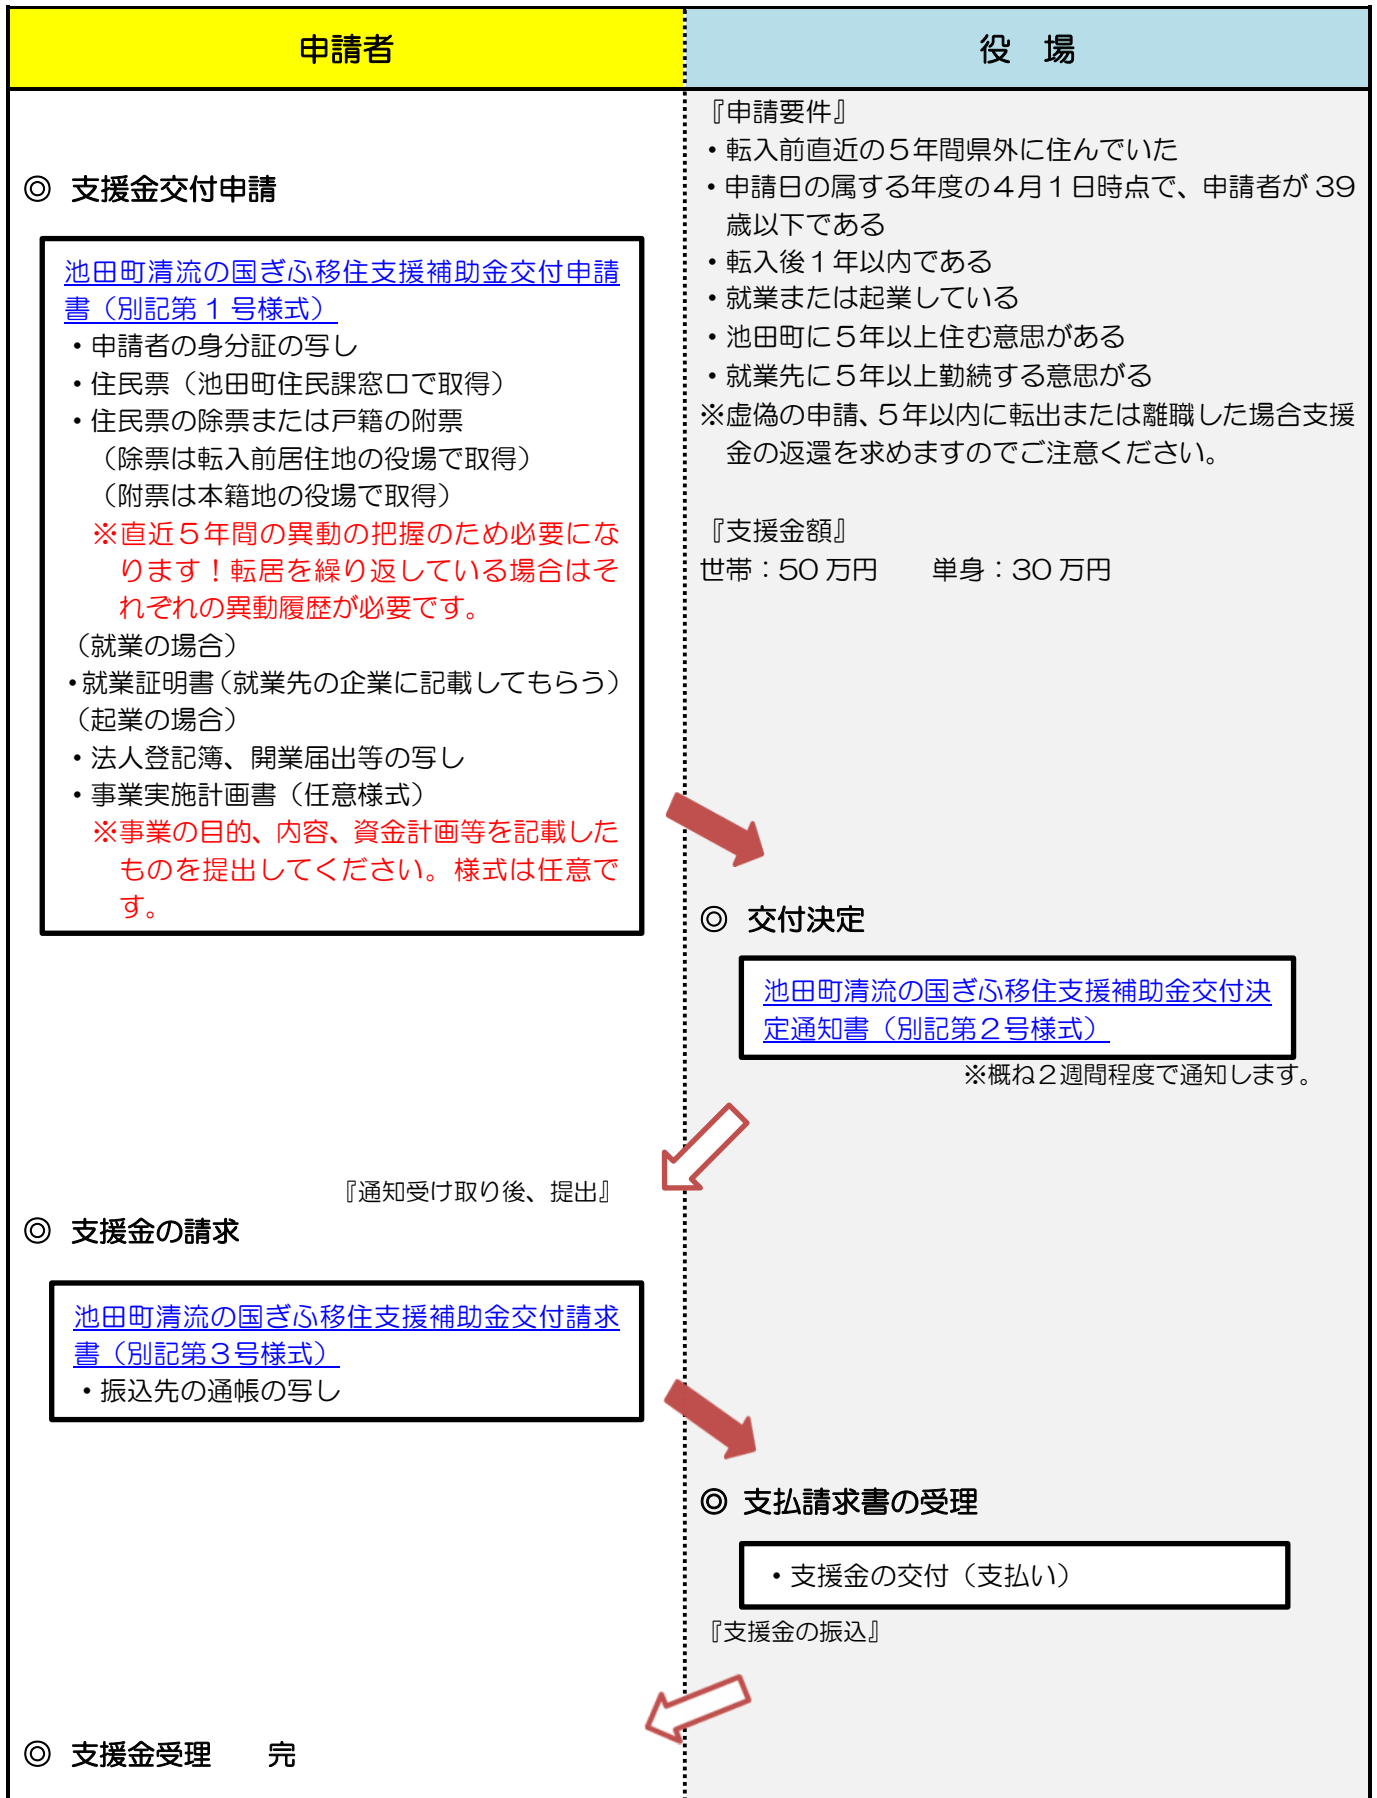 申請者
役　場
◎ 支援金交付申請
池田町清流の国ぎふ移住支援補助金交付申請
書（別記第１号様式）
・申請者の身分証の写し
・住民票（池田町住民課窓口で取得）
・住民票の除票または戸籍の附票
（除票は転入前居住地の役場で取得）
（附票は本籍地の役場で取得）
※直近５年間の異動の把握のため必要にな
ります！転居を繰り返している場合はそ
れぞれの異動履歴が必要です。
（就業の場合）
・就業証明書（就業先の企業に記載してもらう）
（起業の場合）
・法人登記簿、開業届出等の写し
・事業実施計画書（任意様式）
※事業の目的、内容、資金計画等を記載した
ものを提出してください。様式は任意で
す。
『申請要件』
・転入前直近の５年間県外に住んでいた
・申請日の属する年度の４月１日時点で、申請者が39
歳以下である
・転入後１年以内である
・就業または起業している
・池田町に５年以上住む意思がある
・就業先に５年以上勤続する意思がる
※虚偽の申請、５年以内に転出または離職した場合支援
金の返還を求めますのでご注意ください。
『支援金額』
世帯：50万円　　単身：30万円
◎ 交付決定
池田町清流の国ぎふ移住支援補助金交付決
定通知書（別記第２号様式）
※概ね２週間程度で通知します。
『通知受け取り後、提出』
◎ 支援金の請求
池田町清流の国ぎふ移住支援補助金交付請求
書（別記第３号様式）
・振込先の通帳の写し
◎ 支払請求書の受理
・支援金の交付（支払い）
『支援金の振込』
◎ 支援金受理　　完